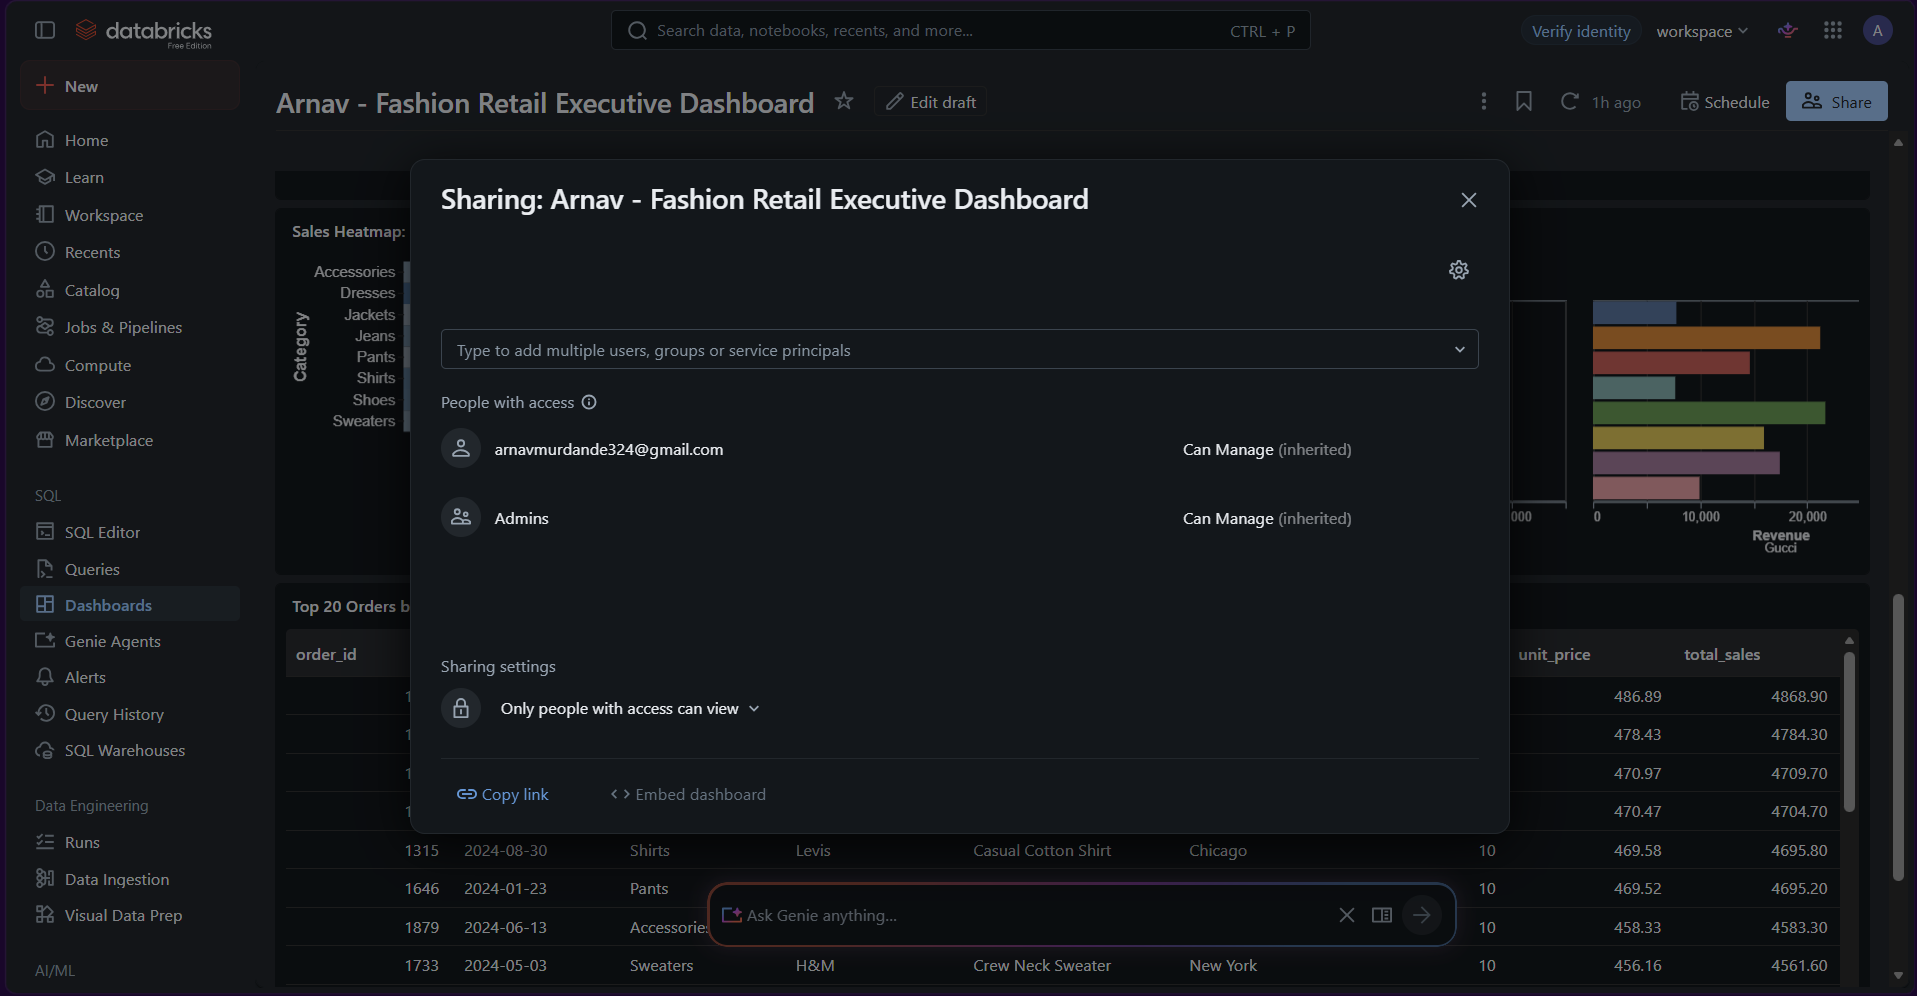 databricks
Free Edition
Search data, notebooks, recents, and more...
CTRL + P
Verify identity
workspace
A
New
Home
Learn
Workspace
Recents
Catalog
Jobs & Pipelines
Compute
Discover
Marketplace
SQL
SQL Editor
Queries
Dashboards
Genie Agents
Alerts
Query History
SQL Warehouses
Data Engineering
Runs
Data Ingestion
Visual Data Prep
AI/ML
Arnav - Fashion Retail Executive Dashboard
Edit draft
1h ago
Schedule
Share
Sales Heatmap:
Category
Accessories
Dresses
Jackets
Jeans
Pants
Shirts
Shoes
Sweaters
Sharing: Arnav - Fashion Retail Executive Dashboard
Type to add multiple users, groups or service principals
People with access
arnavmurdande324@gmail.com
Can Manage (inherited)
Admins
Can Manage (inherited)
Sharing settings
Only people with access can view
Copy link
Embed dashboard
000
0
10,000
20,000
Revenue
Gucci
Top 20 Orders b
order_id
unit_price
total_sales
1
486.89
4868.90
1
478.43
4784.30
1
470.97
4709.70
1
470.47
4704.70
1315
2024-08-30
Shirts
Levis
Casual Cotton Shirt
Chicago
10
469.58
4695.80
1646
2024-01-23
Pants
10
469.52
4695.20
1879
2024-06-13
Accessories
10
458.33
4583.30
1733
2024-05-03
Sweaters
H&M
Crew Neck Sweater
New York
10
456.16
4561.60
Ask Genie anything...